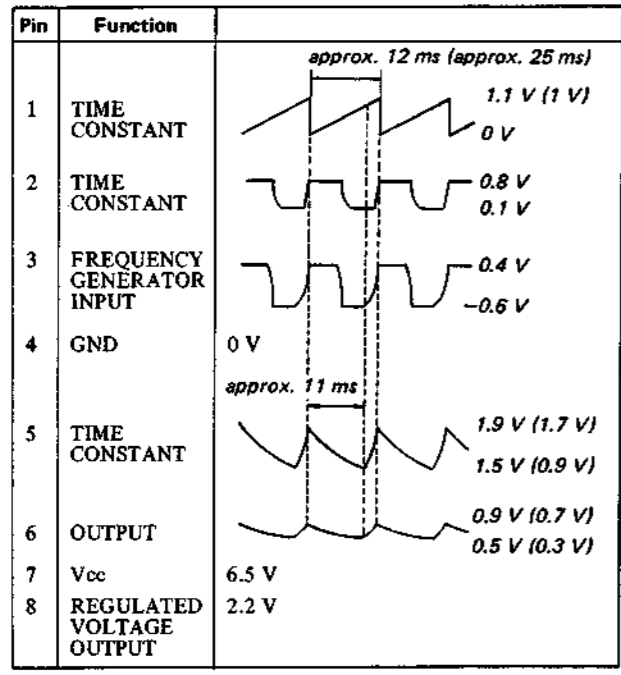 Pin Function
approx. 12 ms (approx. 25 ms)
1 TIME CONSTANT 1.1 V (1 V)
0 V
2 TIME CONSTANT 0.8 V
0.1 V
3 FREQUENCY GENERATOR INPUT 0.4 V
−0.6 V
4 GND 0 V
approx. 11 ms
5 TIME CONSTANT 1.9 V (1.7 V)
1.5 V (0.9 V)
6 OUTPUT 0.9 V (0.7 V)
0.5 V (0.3 V)
7 Vcc 6.5 V
8 REGULATED VOLTAGE OUTPUT 2.2 V